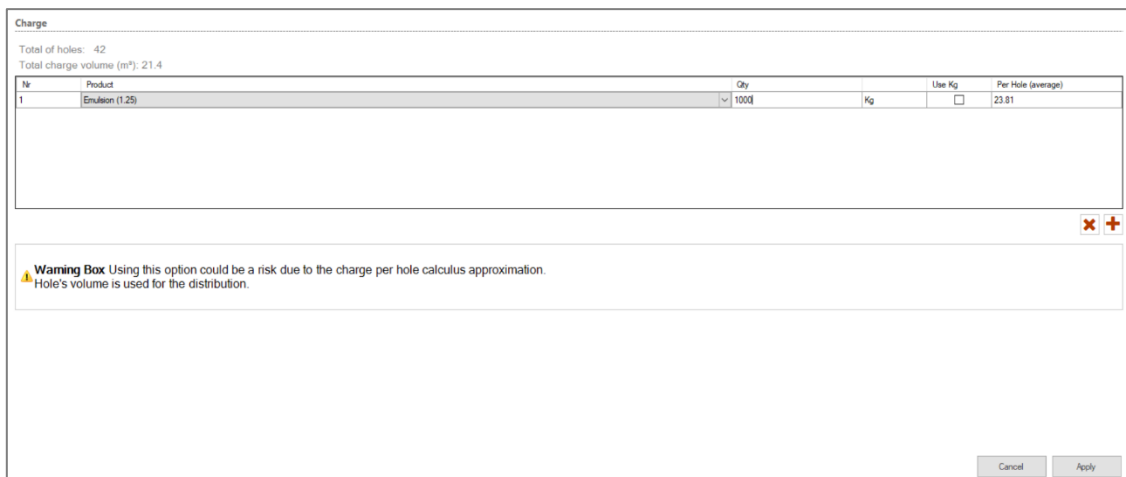 Charge
Total of holes: 42
Total charge volume (m³): 21.4
Nr Product Qty Use Kg Per Hole (average)
1 Emulsion (1.25) 1000 Kg 23.81
Warning Box Using this option could be a risk due to the charge per hole calculus approximation.
Hole's volume is used for the distribution.
Cancel Apply